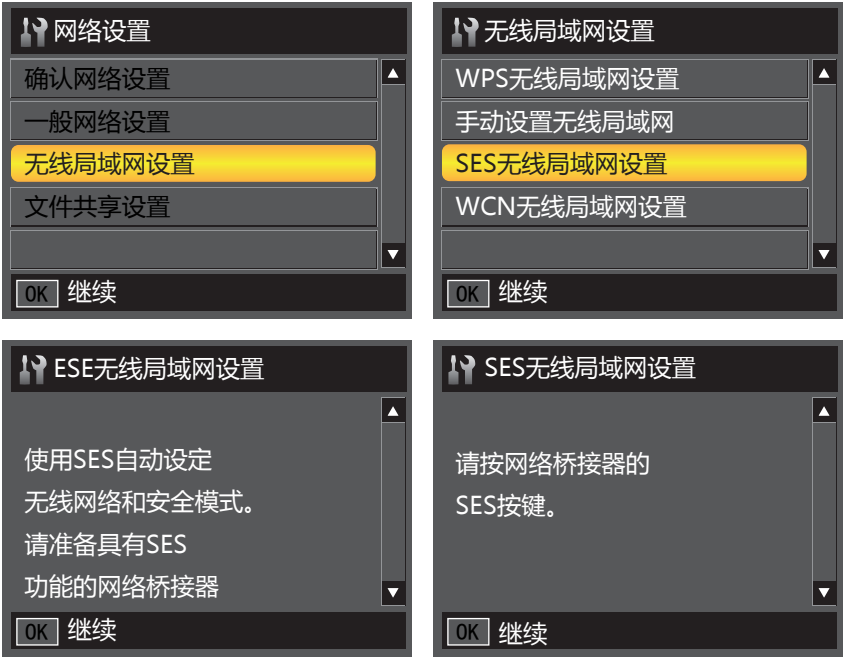 网络设置
确认网络设置
一般网络设置
无线局域网设置
文件共享设置
OK 继续
无线局域网设置
WPS无线局域网设置
手动设置无线局域网
SES无线局域网设置
WCN无线局域网设置
OK 继续
ESE无线局域网设置
使用SES自动设定
无线网络和安全模式。
请准备具有SES
功能的网络桥接器
OK 继续
SES无线局域网设置
请按网络桥接器的
SES按键。
OK 继续